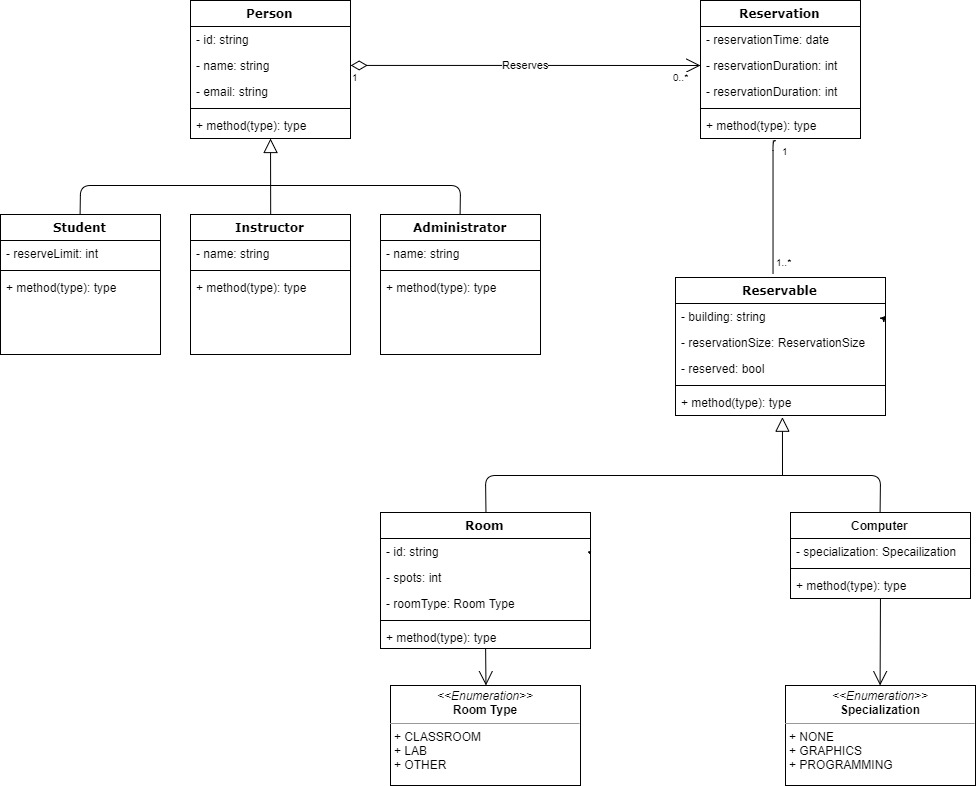 Person
- id: string
- name: string
- email: string
+ method(type): type
1
Reserves
0..*
Reservation
- reservationTime: date
- reservationDuration: int
- reservationDuration: int
+ method(type): type
1
1..*
Student
- reserveLimit: int
+ method(type): type
Instructor
- name: string
+ method(type): type
Administrator
- name: string
+ method(type): type
Reservable
- building: string
- reservationSize: ReservationSize
- reserved: bool
+ method(type): type
Room
- id: string
- spots: int
- roomType: Room Type
+ method(type): type
Computer
- specialization: Specailization
+ method(type): type
<<Enumeration>>
Room Type
+ CLASSROOM
+ LAB
+ OTHER
<<Enumeration>>
Specialization
+ NONE
+ GRAPHICS
+ PROGRAMMING